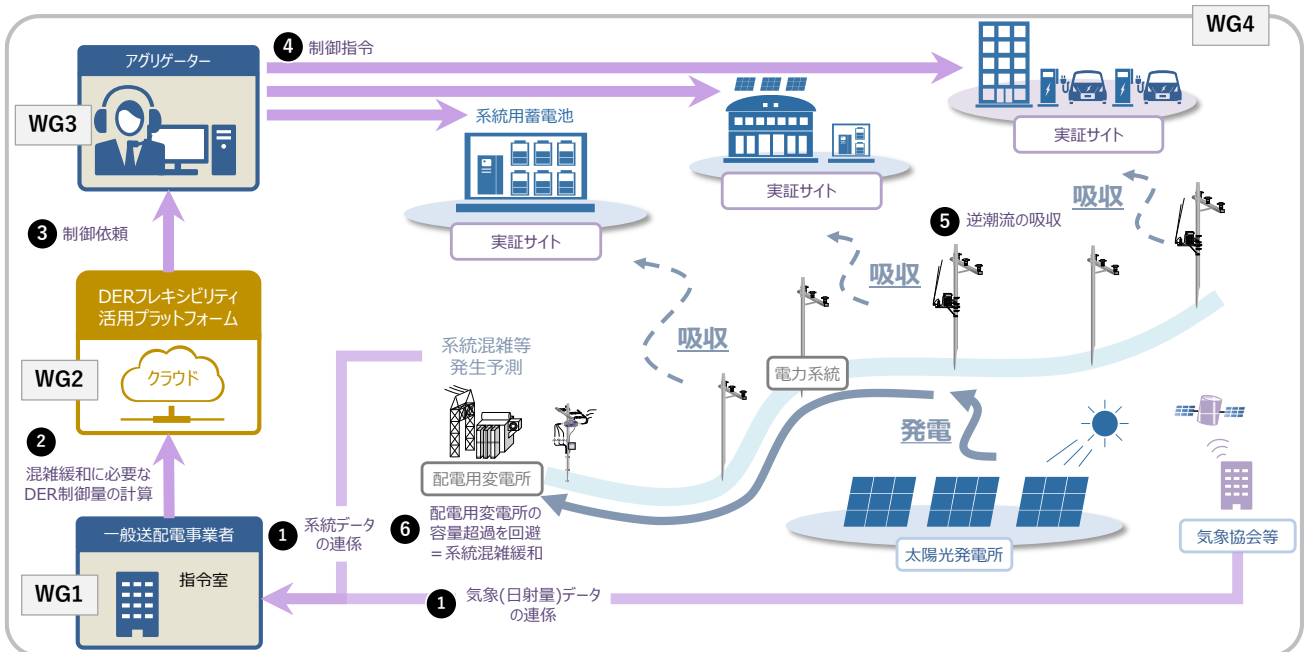 WG4
アグリゲーター
WG3
❹ 制御指令
系統用蓄電池
実証サイト
実証サイト
実証サイト
❸ 制御依頼
DERフレキシビリティ
活用プラットフォーム
クラウド
WG2
❷
混雑緩和に必要な
DER制御量の計算
一般送配電事業者
指令室
WG1
❶ 系統データ
の連係
系統混雑等
発生予測
配電用変電所
❻ 配電用変電所の
容量超過を回避
＝系統混雑緩和
吸収
吸収
吸収
❺ 逆潮流の吸収
電力系統
発電
太陽光発電所
気象協会等
❶ 気象(日射量)データ
の連係